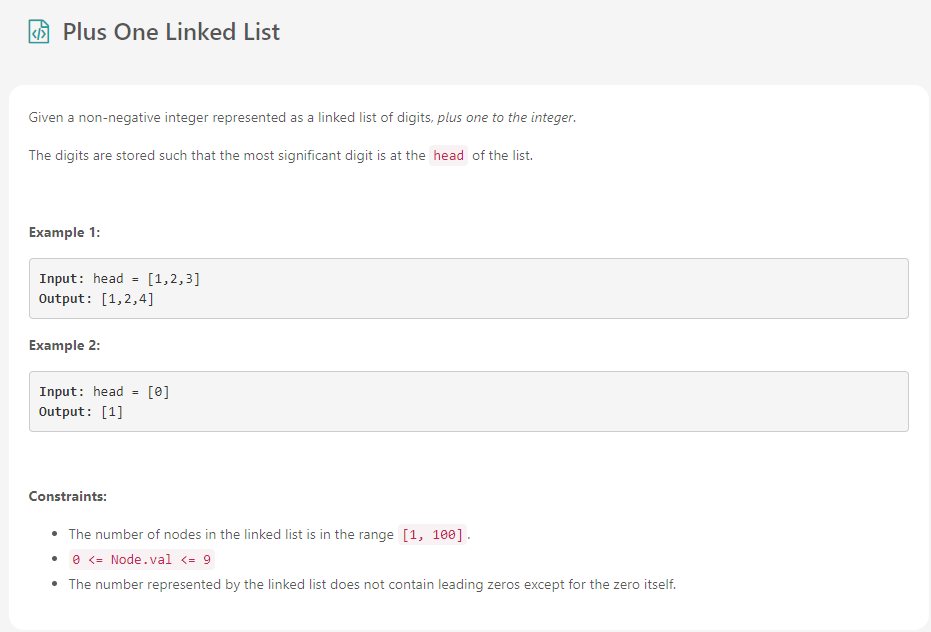 Plus One Linked List
Given a non-negative integer represented as a linked list of digits, plus one to the integer.
The digits are stored such that the most significant digit is at the head of the list.
Example 1:
Input: head = [1,2,3]
Output: [1,2,4]
Example 2:
Input: head = [0]
Output: [1]
Constraints:
• The number of nodes in the linked list is in the range [1, 100].
• 0 <= Node.val <= 9
• The number represented by the linked list does not contain leading zeros except for the zero itself.